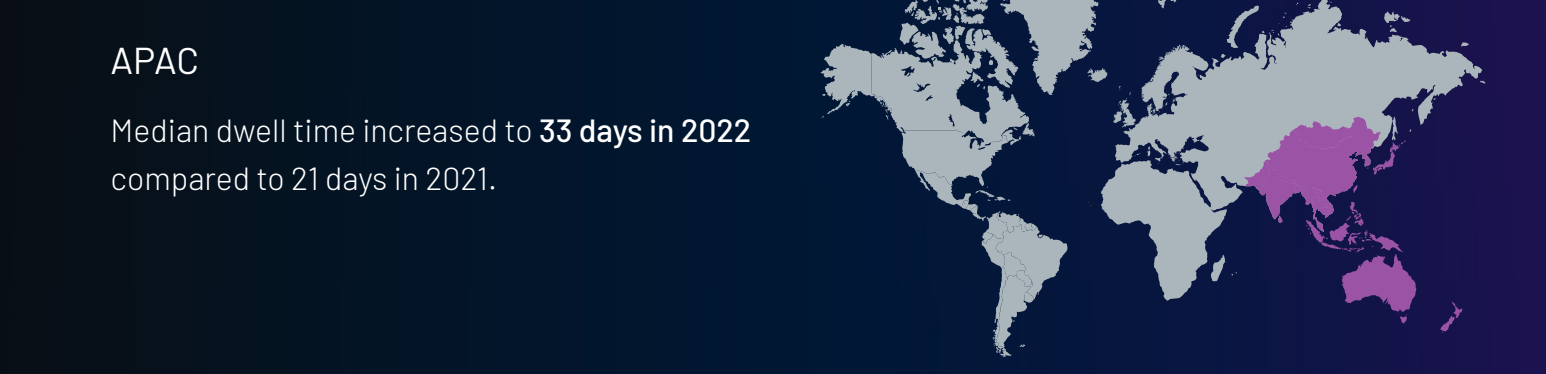 APAC
Median dwell time increased to 33 days in 2022
compared to 21 days in 2021.